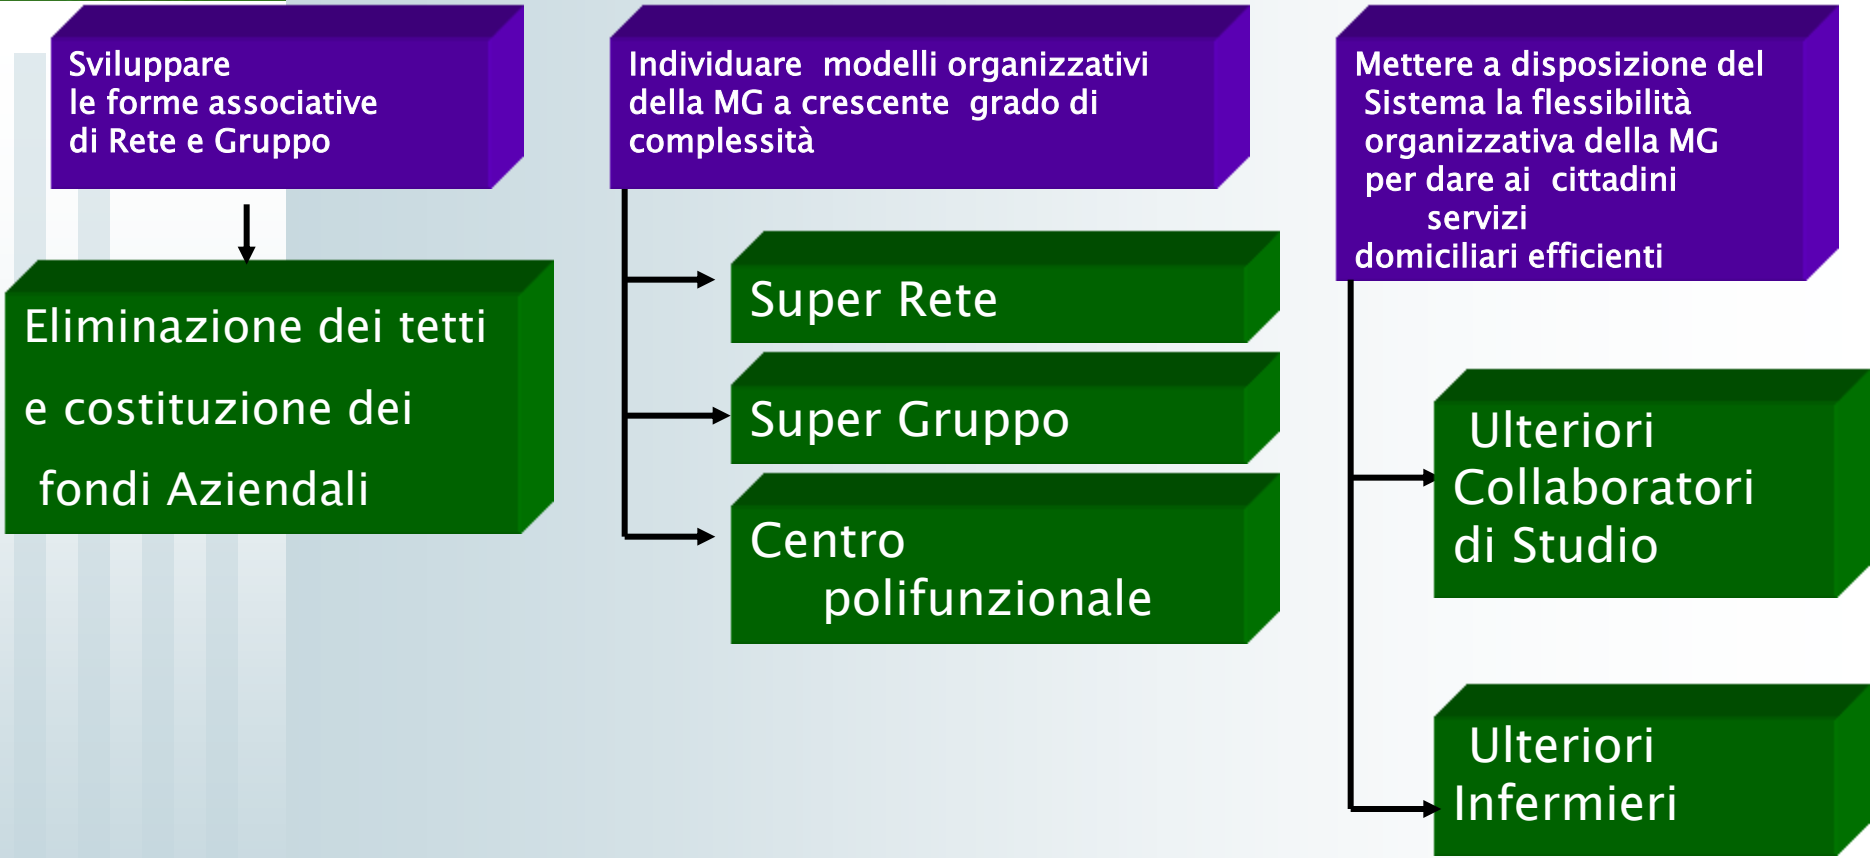 Sviluppare
le forme associative
di Rete e Gruppo
Eliminazione dei tetti
e costituzione dei
fondi Aziendali
Individuare modelli organizzativi
della MG a crescente grado di
complessità
Super Rete
Super Gruppo
Centro
polifunzionale
Mettere a disposizione del
Sistema la flessibilità
organizzativa della MG
per dare ai cittadini
servizi
domiciliari efficienti
Ulteriori
Collaboratori
di Studio
Ulteriori
Infermieri